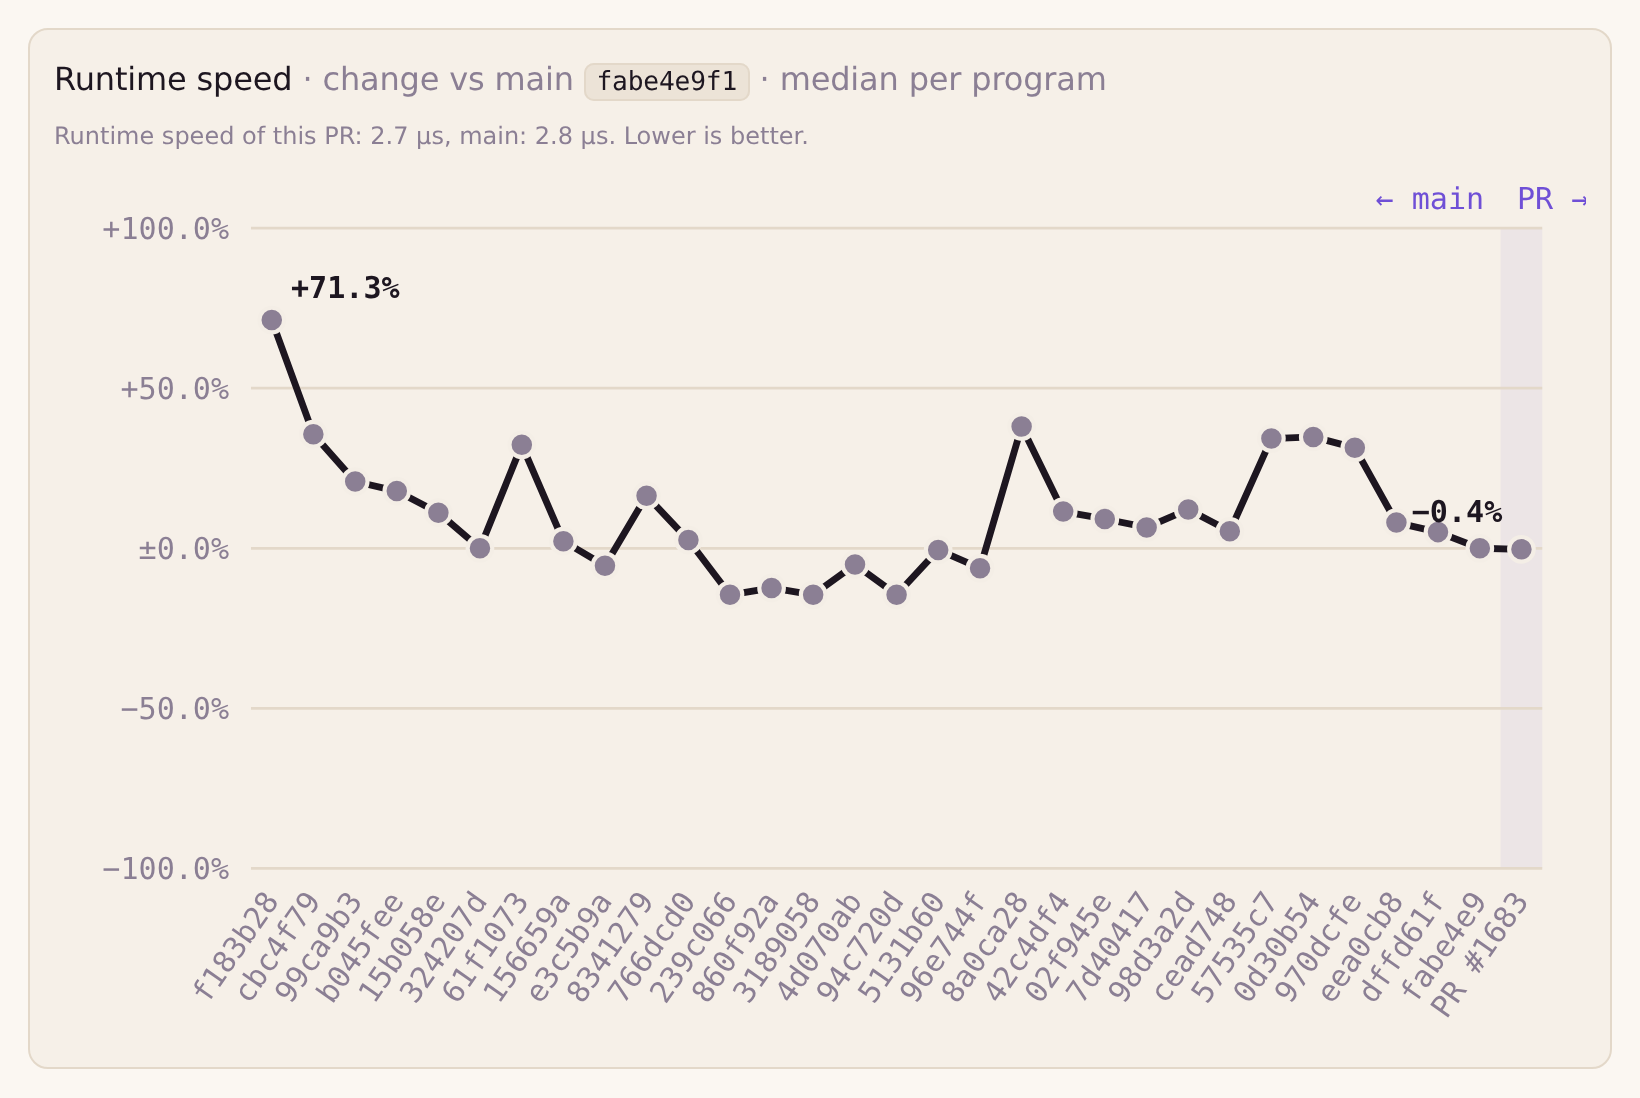 Runtime speed · change vs main fabe4e9f1 · median per program
Runtime speed of this PR: 2.7 µs, main: 2.8 µs. Lower is better.
← main PR →
+100.0%
+71.3%
+50.0%
−0.4%
±0.0%
−50.0%
−100.0%
f183b28
cbc4f79
99ca9b3
b045fee
15b058e
324207d
61f1073
156659a
e3c5b9a
8341279
766dcd0
239c066
860f92a
3189058
4d070ab
94c720d
5131b60
96e744f
8a0ca28
42c4df4
02f945e
7d40417
98d3a2d
cead748
57535c7
0d30b54
970dcfe
eea0cb8
dffd61f
fabe4e9
PR #1683